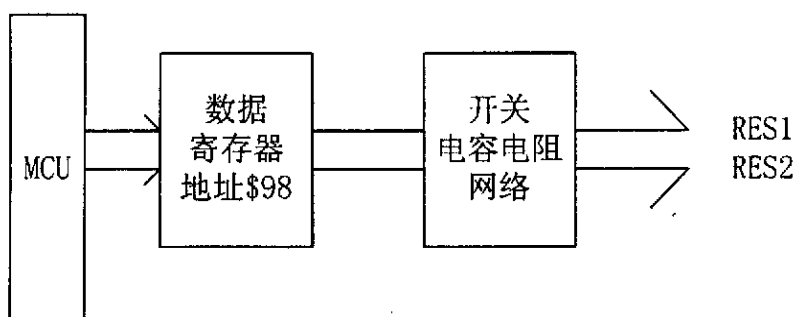 MCU
数据
寄存器
地址$98
开关
电容电阻
网络
RES1
RES2